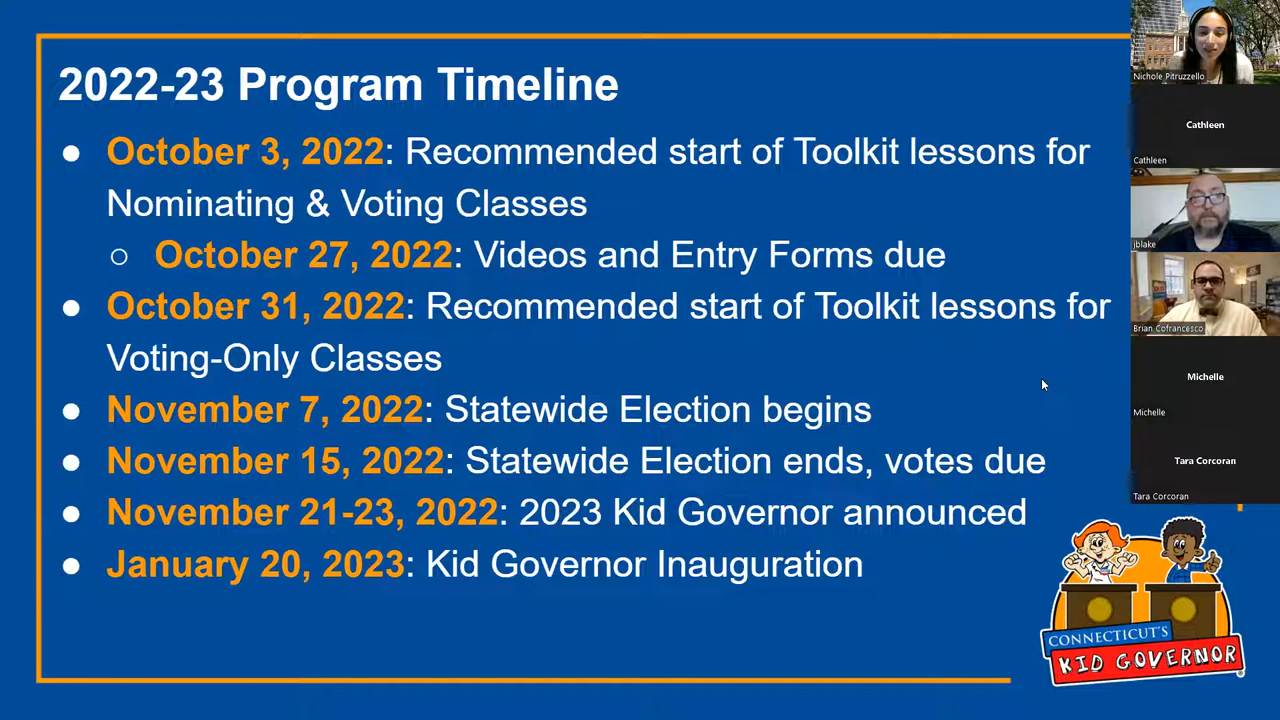 2022-23 Program Timeline
● October 3, 2022: Recommended start of Toolkit lessons for
Nominating & Voting Classes
○ October 27, 2022: Videos and Entry Forms due
● October 31, 2022: Recommended start of Toolkit lessons for
Voting-Only Classes
● November 7, 2022: Statewide Election begins
● November 15, 2022: Statewide Election ends, votes due
● November 21-23, 2022: 2023 Kid Governor announced
● January 20, 2023: Kid Governor Inauguration
Nichole Pitruzzello
Cathleen
Cathleen
jblake
Brian Cofrancesco
Michelle
Michelle
Tara Corcoran
Tara Corcoran
CONNECTICUT'S
KID GOVERNOR